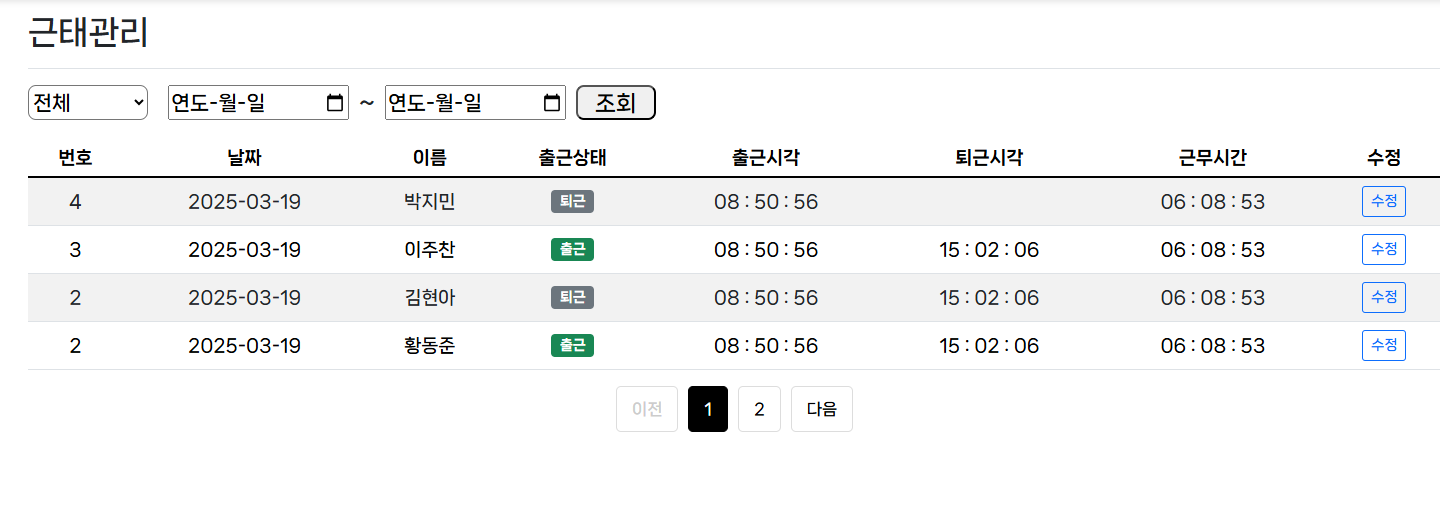 근태관리
전체 연도-월-일 ~ 연도-월-일 조회
번호 날짜 이름 출근상태 출근시각 퇴근시각 근무시간 수정
4 2025-03-19 박지민 퇴근 08 : 50 : 56 06 : 08 : 53 수정
3 2025-03-19 이주찬 출근 08 : 50 : 56 15 : 02 : 06 06 : 08 : 53 수정
2 2025-03-19 김현아 퇴근 08 : 50 : 56 15 : 02 : 06 06 : 08 : 53 수정
2 2025-03-19 황동준 출근 08 : 50 : 56 15 : 02 : 06 06 : 08 : 53 수정
이전 1 2 다음